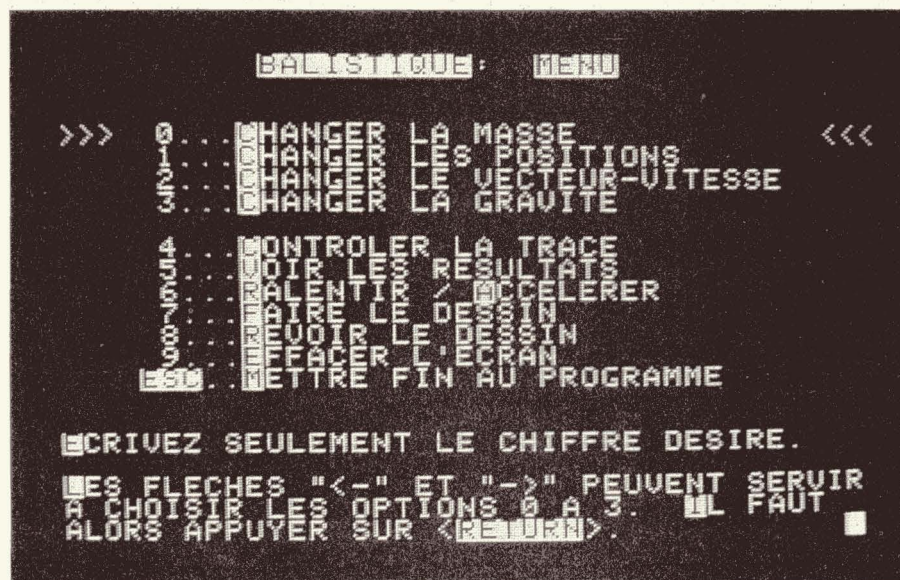 BALISTIQUE: MENU
>>> 0...CHANGER LA MASSE <<<
1...CHANGER LES POSITIONS
2...CHANGER LE VECTEUR-VITESSE
3...CHANGER LA GRAVITE
4...CONTROLER LA TRACE
5...VOIR LES RESULTATS
6...RALENTIR / ACCELERER
7...FAIRE LE DESSIN
8...REVOIR LE DESSIN
9...EFFACER L'ECRAN
ESC..METTRE FIN AU PROGRAMME
ECRIVEZ SEULEMENT LE CHIFFRE DESIRE.
LES FLECHES "<-" ET "->" PEUVENT SERVIR
A CHOISIR LES OPTIONS 0 A 3. IL FAUT
ALORS APPUYER SUR <RETURN>.